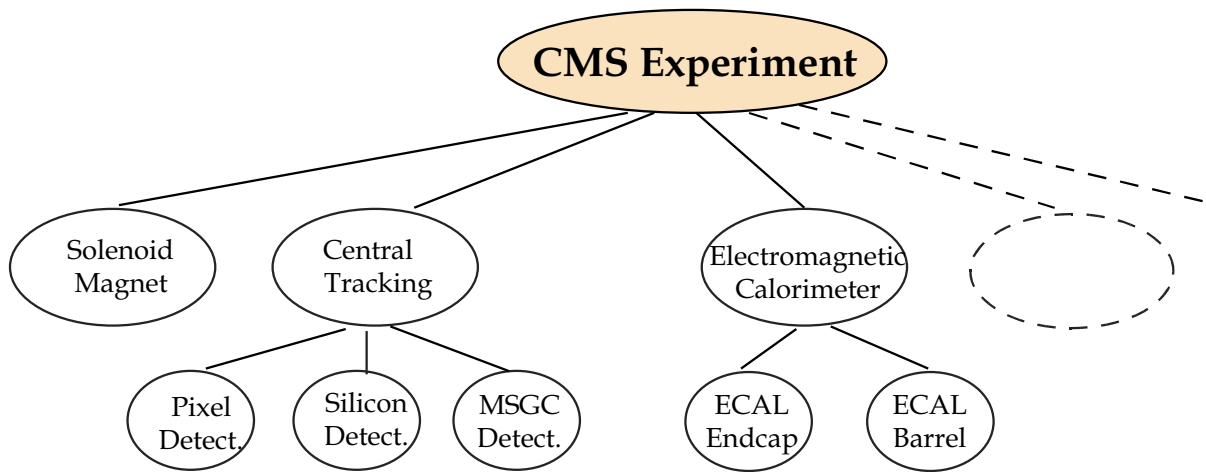 CMS Experiment
Solenoid
Magnet
Central
Tracking
Electromagnetic
Calorimeter
Pixel
Detect.
Silicon
Detect.
MSGC
Detect.
ECAL
Endcap
ECAL
Barrel